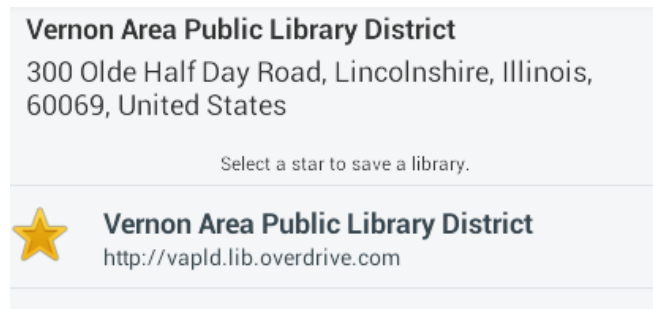 Vernon Area Public Library District
300 Olde Half Day Road, Lincolnshire, Illinois,
60069, United States
Select a star to save a library.
Vernon Area Public Library District
http://vapld.lib.overdrive.com